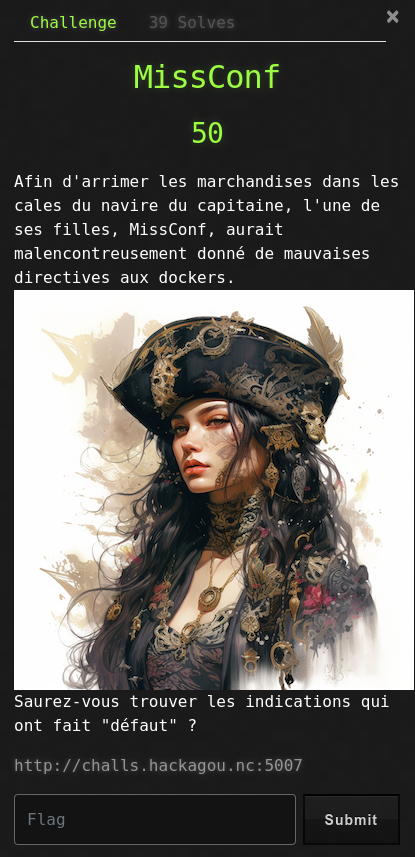 Challenge 39 Solves ×
MissConf
50
Afin d'arrimer les marchandises dans les
cales du navire du capitaine, l'une de
ses filles, MissConf, aurait
malencontreusement donné de mauvaises
directives aux dockers.
Saurez-vous trouver les indications qui
ont fait "défaut" ?
http://challs.hackagou.nc:5007
Flag Submit